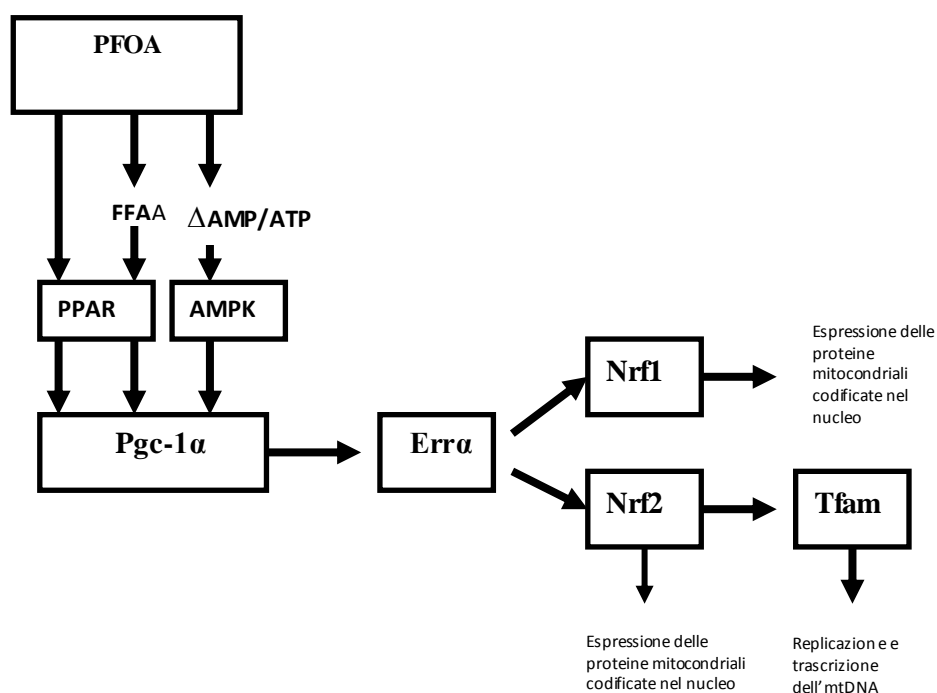 PFOA
FFAA
∆AMP/ATP
PPAR
AMPK
Pgc-1α
Errα
Nrf1
Espressione delle
proteine
mitocondriali
codificate nel
nucleo
Nrf2
Tfam
Espressione delle
proteine mitocondriali
codificate nel nucleo
Replicazion e e
trascrizione
dell'mtDNA